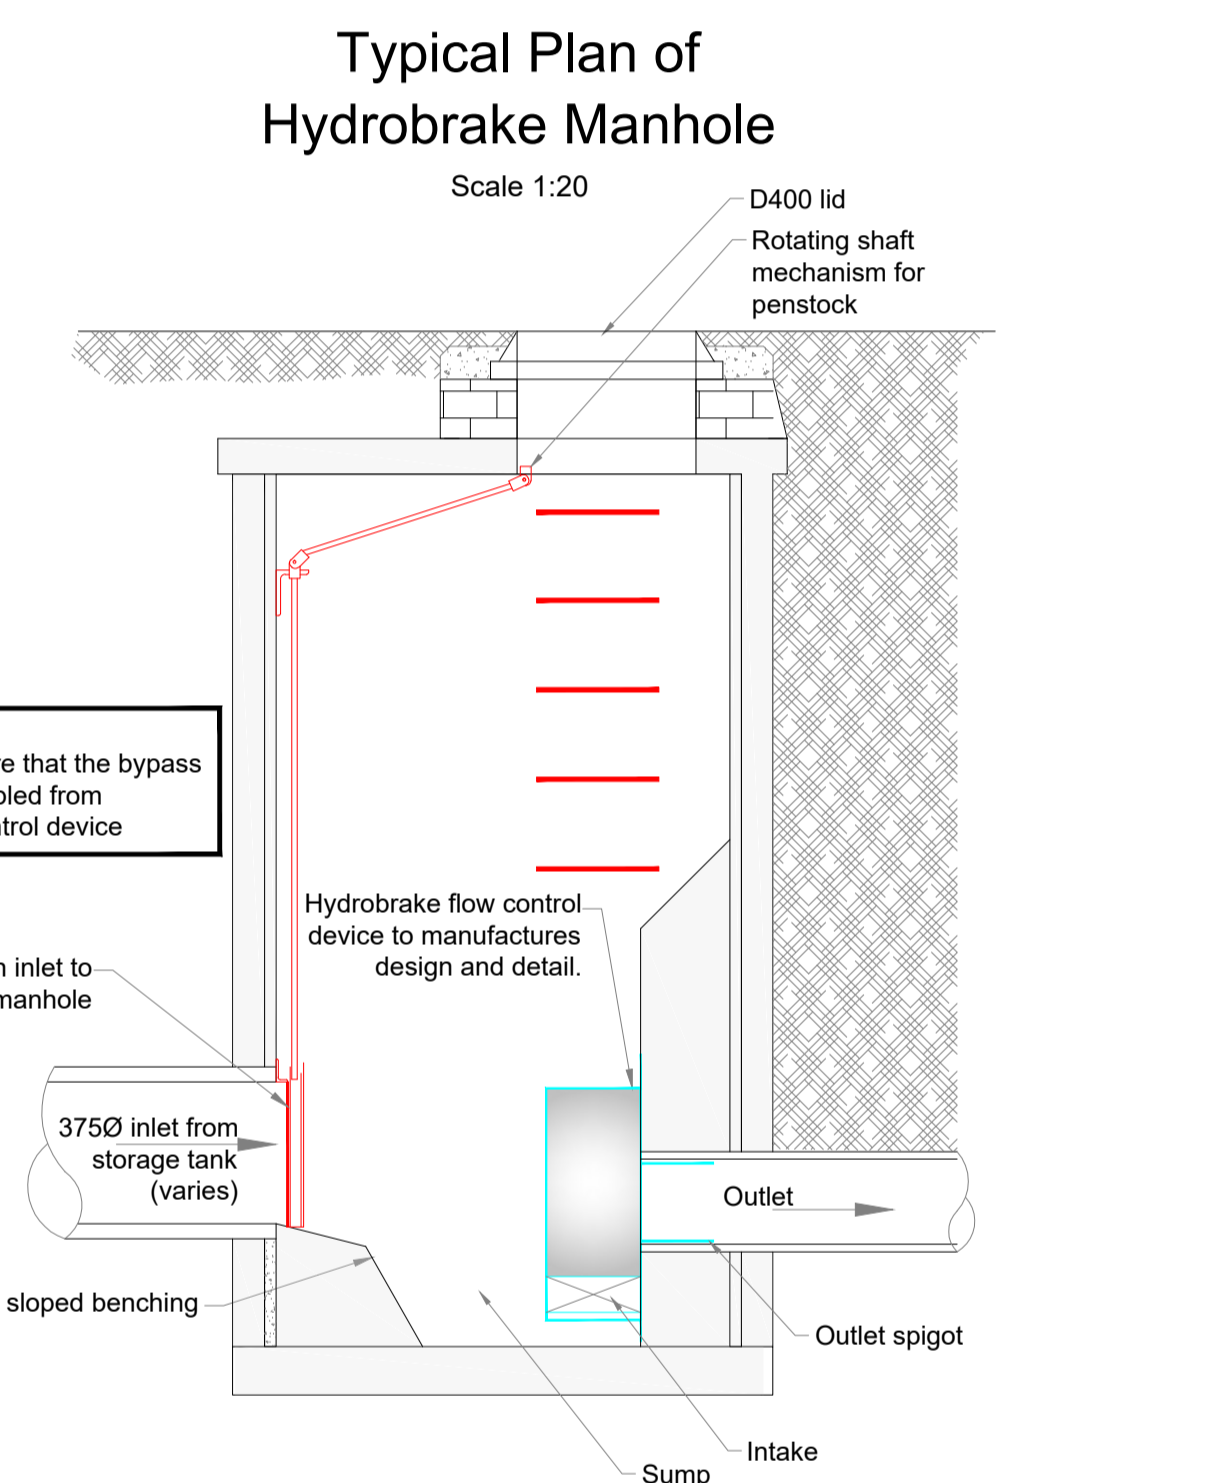 Typical Plan of
Hydrobrake Manhole
Scale 1:20
D400 lid
Rotating shaft
mechanism for
penstock
that the bypass
from
device
Hydrobrake flow control
device to manufactures
design and detail.
inlet to
manhole
375Ø inlet from
storage tank
(varies)
Outlet
sloped benching
Outlet spigot
Intake
Sump